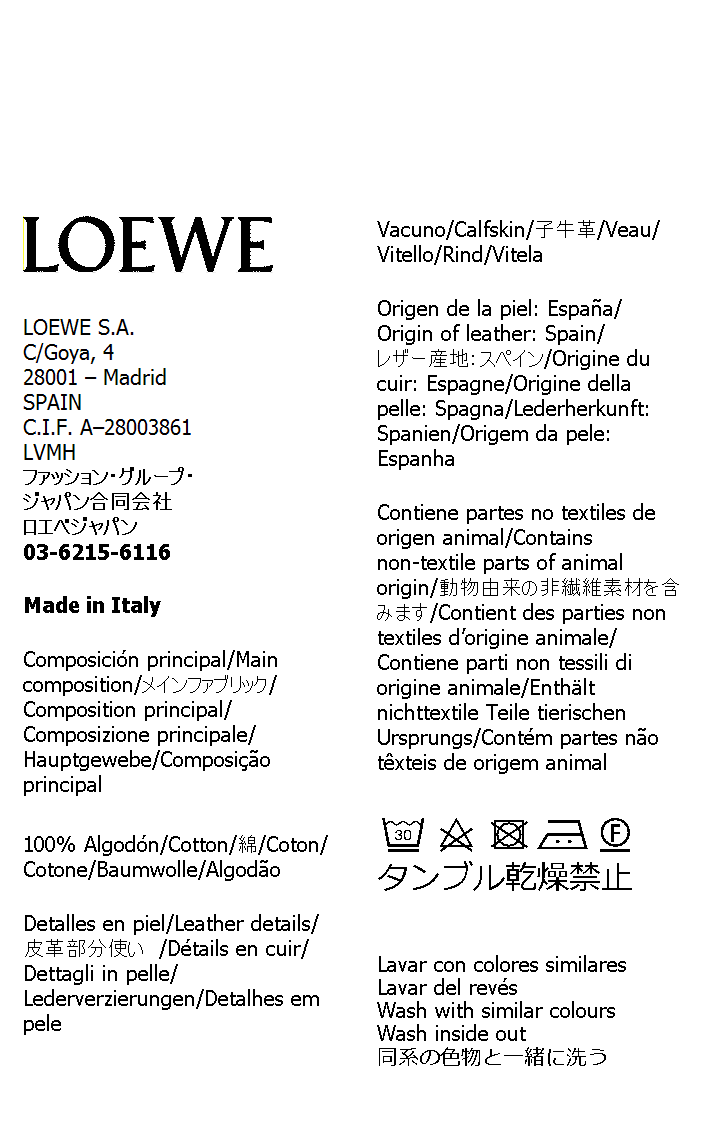 LOEWE
LOEWE S.A.
C/Goya, 4
28001 – Madrid
SPAIN
C.I.F. A–28003861
LVMH
ファッション・グループ・
ジャパン合同会社
ロエベジャパン
03-6215-6116
Made in Italy
Composición principal/Main
composition/メインファブリック/
Composition principal/
Composizione principale/
Hauptgewebe/Composição
principal
100% Algodón/Cotton/綿/Coton/
Cotone/Baumwolle/Algodão
Detalles en piel/Leather details/
皮革部分使い /Détails en cuir/
Dettagli in pelle/
Lederverzierungen/Detalhes em
pele
Vacuno/Calfskin/子牛革/Veau/
Vitello/Rind/Vitela
Origen de la piel: España/
Origin of leather: Spain/
レザー産地：スペイン/Origine du
cuir: Espagne/Origine della
pelle: Spagna/Lederherkunft:
Spanien/Origem da pele:
Espanha
Contiene partes no textiles de
origen animal/Contains
non-textile parts of animal
origin/動物由来の非繊維素材を含
みます/Contient des parties non
textiles d’origine animale/
Contiene parti non tessili di
origine animale/Enthält
nichttextile Teile tierischen
Ursprungs/Contém partes não
têxteis de origem animal
30 F
タンブル乾燥禁止
Lavar con colores similares
Lavar del revés
Wash with similar colours
Wash inside out
同系の色物と一緒に洗う